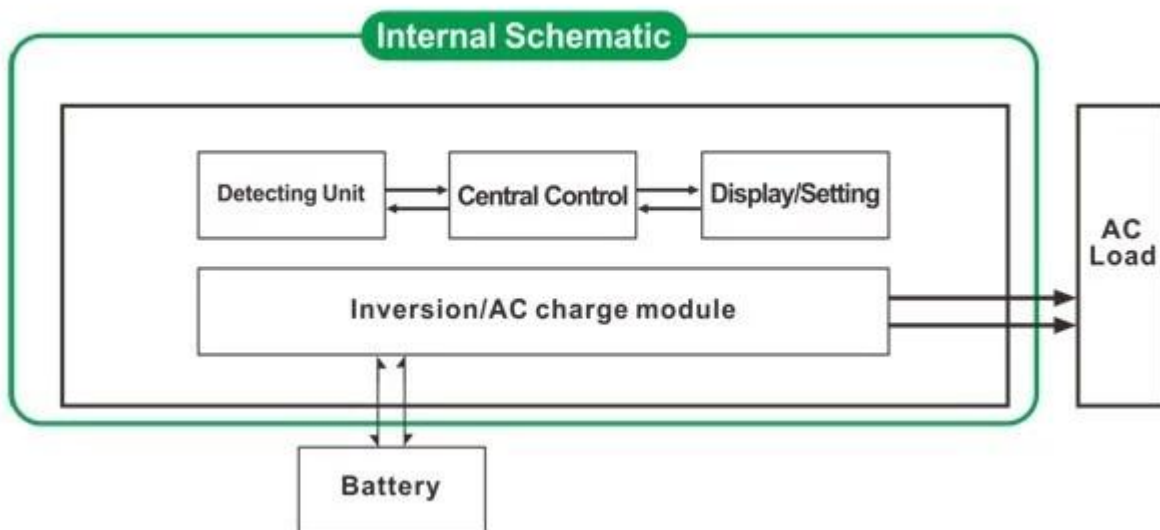 Internal Schematic
Detecting Unit
Central Control
Display/Setting
AC
Load
Inversion/AC charge module
Battery